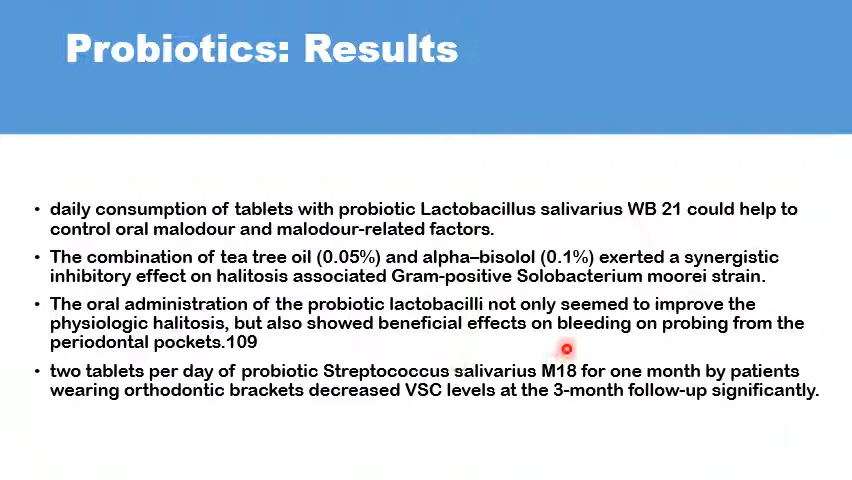 Probiotics: Results
• daily consumption of tablets with probiotic Lactobacillus salivarius WB 21 could help to
control oral malodour and malodour-related factors.
• The combination of tea tree oil (0.05%) and alpha–bisolol (0.1%) exerted a synergistic
inhibitory effect on halitosis associated Gram-positive Solobacterium moorei strain.
• The oral administration of the probiotic lactobacilli not only seemed to improve the
physiologic halitosis, but also showed beneficial effects on bleeding on probing from the
periodontal pockets.109
• two tablets per day of probiotic Streptococcus salivarius M18 for one month by patients
wearing orthodontic brackets decreased VSC levels at the 3-month follow-up significantly.